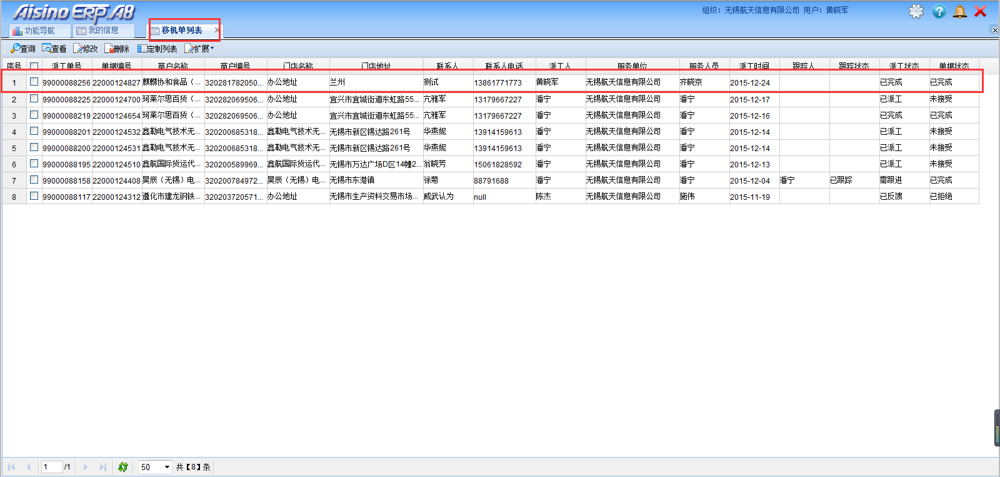 Aisino ERP.A8
组织：无锡航天信息有限公司 用户：黄晓军
功能导航 我的信息 移机单列表
查询 查看 修改 删除 定制列表 扩展
序号 派工单号 单据编号 商户名称 商户编号 门店名称 门店地址 联系人 联系人电话 派工人 服务单位 服务人员 派工时间 跟踪人 跟踪状态 派工状态 单据状态
1 99000088256 22000124827 麒麟协和食品（... 320281782050... 办公地址 兰州 测试 13861771773 黄晓军 无锡航天信息有限公司 齐晓京 2015-12-24 已完成 已完成
2 99000088225 22000124700 珂莱尔思百货（... 320282069506... 办公地址 宜兴市宜城街道东虹路55... 亢雅军 13179667227 潘宁 无锡航天信息有限公司 潘宁 2015-12-17 已派工 未接受
3 99000088219 22000124654 珂莱尔思百货（... 320282069506... 办公地址 宜兴市宜城街道东虹路55... 亢雅军 13179667227 潘宁 无锡航天信息有限公司 潘宁 2015-12-16 已完成 已完成
4 99000088201 22000124532 鑫勒电气技术无... 320200685318... 鑫勒电气技术无... 无锡市新区锡达路261号 华燕妮 13914159613 潘宁 无锡航天信息有限公司 潘宁 2015-12-14 已派工 未接受
5 99000088200 22000124531 鑫勒电气技术无... 320200685318... 鑫勒电气技术无... 无锡市新区锡达路261号 华燕妮 13914159613 潘宁 无锡航天信息有限公司 潘宁 2015-12-14 已派工 未接受
6 99000088195 22000124510 鑫航国际货运代... 320200589969... 鑫航国际货运代... 无锡市万达广场D区14幢2... 翁晓芳 15061828592 潘宁 无锡航天信息有限公司 潘宁 2015-12-13 已派工 未接受
7 99000088158 22000124408 昊辰（无锡）电... 320200784972... 昊辰（无锡）电... 无锡市东港镇 徐菊 88791688 潘宁 无锡航天信息有限公司 潘宁 2015-12-04 潘宁 已跟踪 需跟进 已完成
8 99000088117 22000124312 遵化市建龙钢铁... 320203720571... 办公地址 无锡市生产资料交易市场... 威武认为 null 陈杰 无锡航天信息有限公司 施伟 2015-11-19 已反馈 已拒绝
1 /1 50 共【8】条